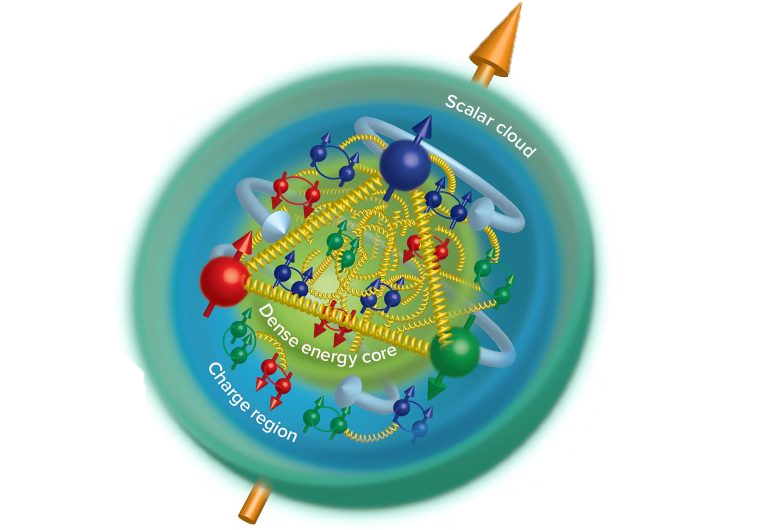 Scalar cloud
Dense energy core
Charge region